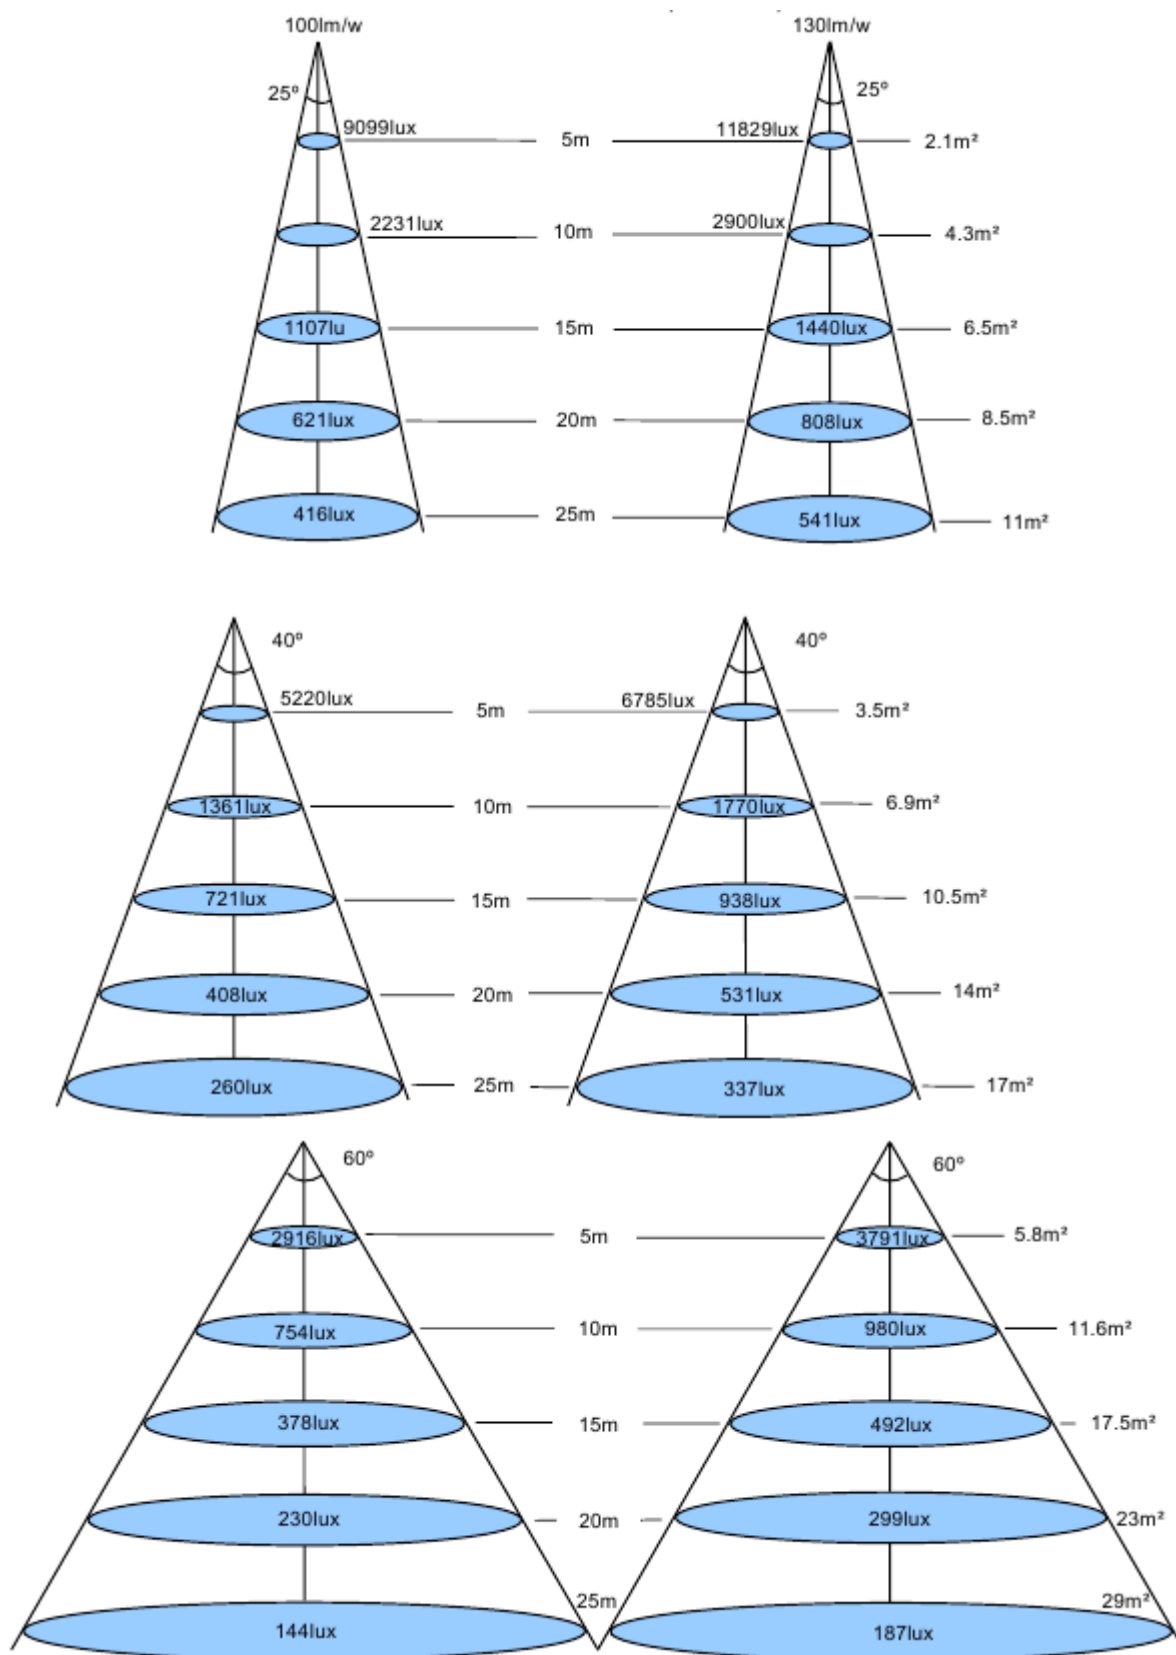 100lm/w 130lm/w
25º 25º
9099lux 5m 11829lux 2.1m²
2231lux 10m 2900lux 4.3m²
1107lu 15m 1440lux 6.5m²
621lux 20m 808lux 8.5m²
416lux 25m 541lux 11m²
40º 40º
5220lux 5m 6785lux 3.5m²
1361lux 10m 1770lux 6.9m²
721lux 15m 938lux 10.5m²
408lux 20m 531lux 14m²
260lux 25m 337lux 17m²
60º 60º
2916lux 5m 3791lux 5.8m²
754lux 10m 980lux 11.6m²
378lux 15m 492lux 17.5m²
230lux 20m 299lux 23m²
144lux 25m 187lux 29m²